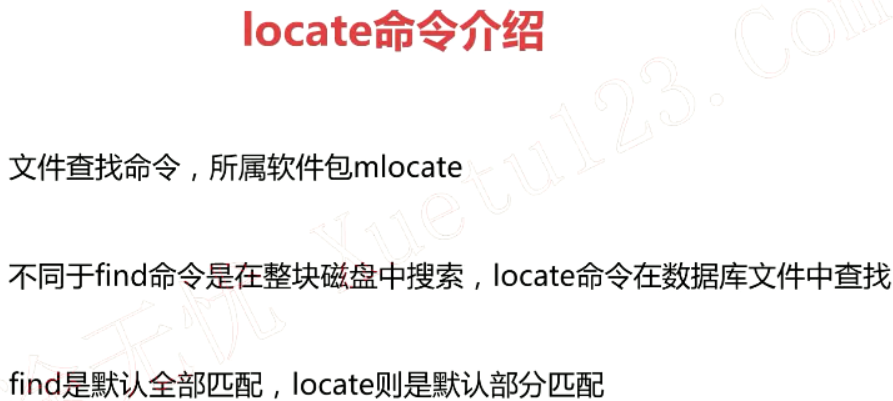 locate命令介绍
文件查找命令，所属软件包mlocate
不同于find命令是在整块磁盘中搜索，locate命令在数据库文件中查找
find是默认全部匹配，locate则是默认部分匹配
Xuetu123.Com